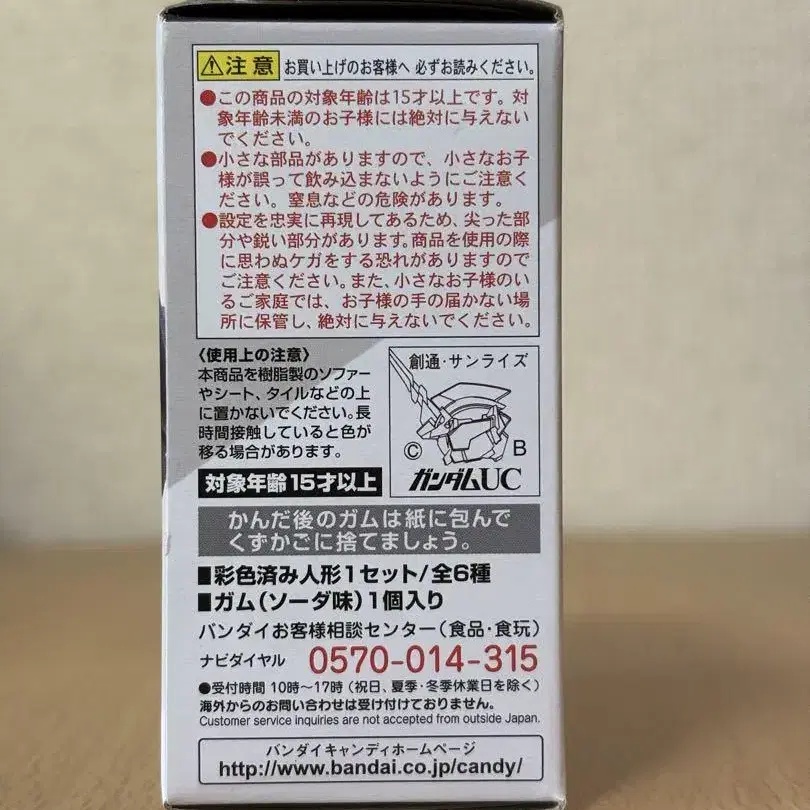 ⚠注意 お買い上げのお客様へ 必ずお読みください。
●この商品の対象年齢は15才以上です。対
象年齢未満のお子様には絶対に与えない
でください。
●小さな部品がありますので、小さなお子
様が誤って飲み込まないようにご注意く
ださい。窒息などの危険があります。
●設定を忠実に再現してあるため、尖った部
分や鋭い部分があります。商品を使用の際
に思わぬケガをする恐れがありますので
ご注意ください。また、小さなお子様のい
るご家庭では、お子様の手の届かない場
所に保管し、絶対に与えないでください。
〈使用上の注意〉
本商品を樹脂製のソファー
やシート、タイルなどの上
に置かないでください。長
時間接触していると色が
移る場合があります。
対象年齢15才以上
創通・サンライズ
© B
ガンダムUC
かんだ後のガムは紙に包んで
くずかごに捨てましょう。
■彩色済み人形1セット/全6種
■ガム(ソーダ味)1個入り
バンダイお客様相談センター(食品・食玩)
ナビダイヤル 0570-014-315
●受付時間 10時〜17時(祝日、夏季・冬季休業日を除く)
海外からのお問い合わせは受け付けておりません。
Customer service inquiries are not accepted from outside Japan.
バンダイキャンディホームページ
http://www.bandai.co.jp/candy/